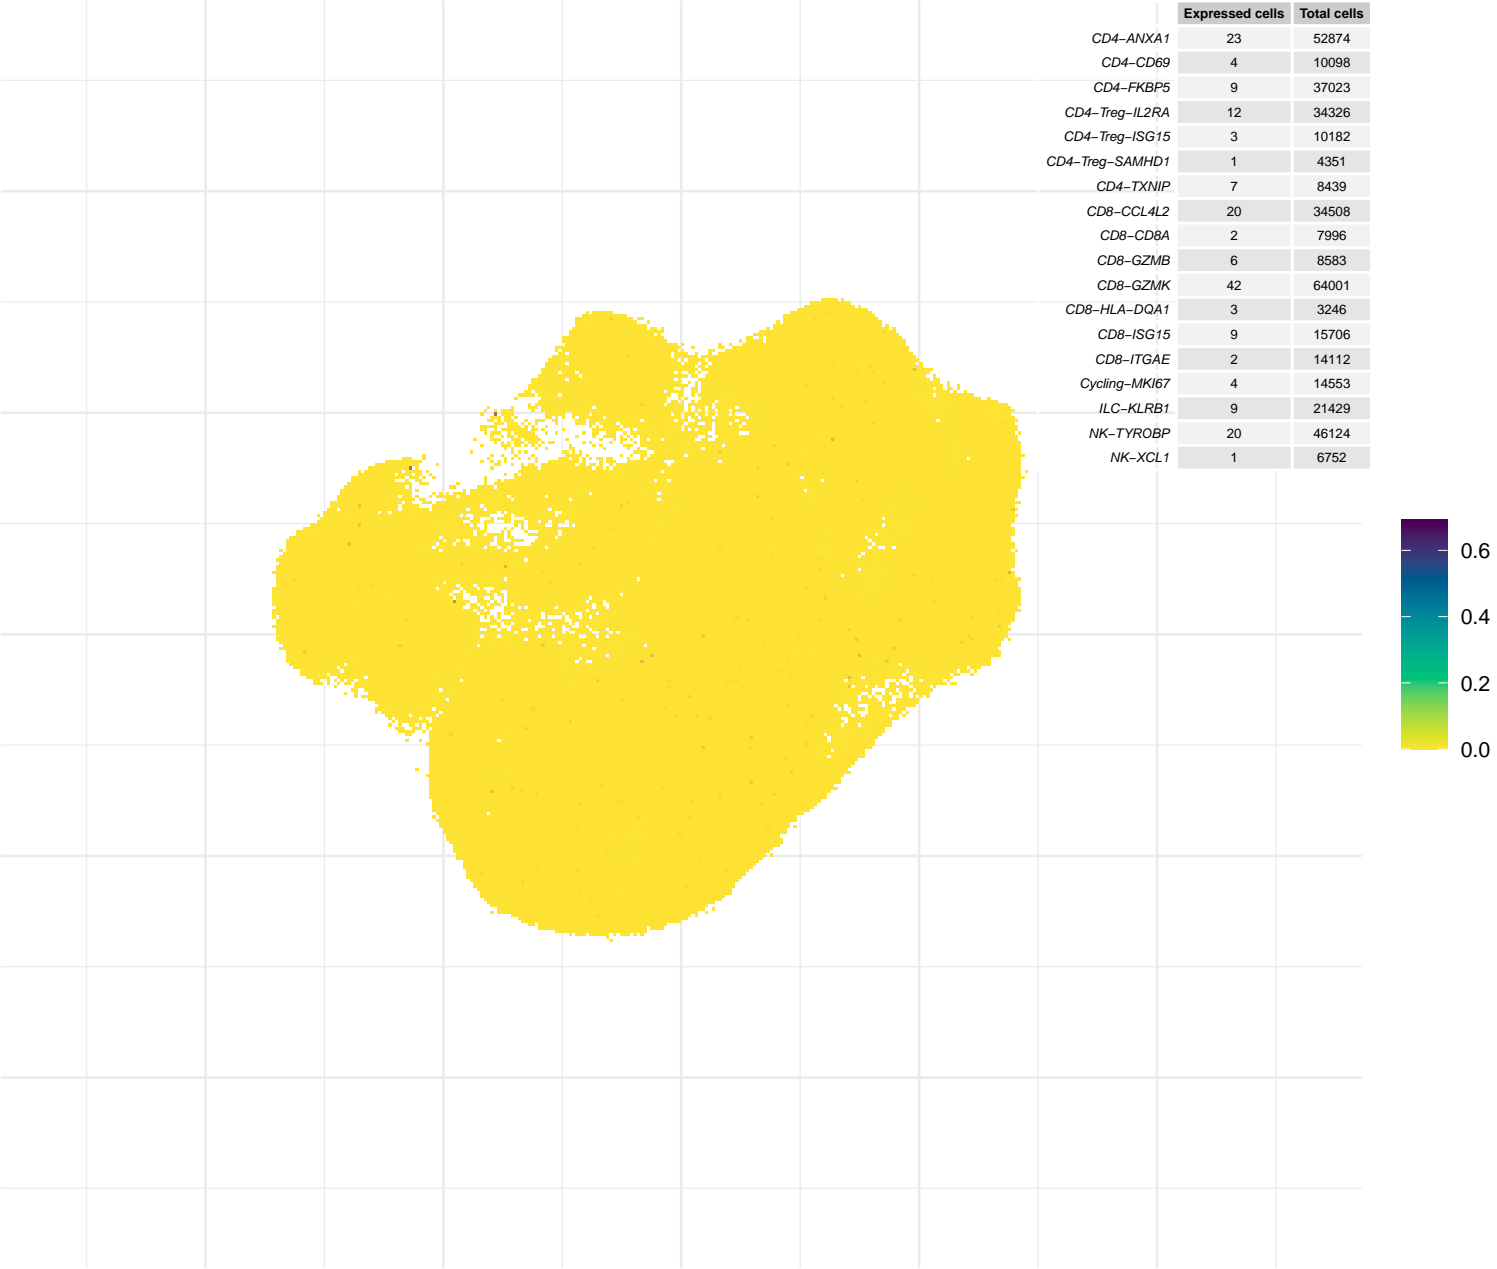 Expressed cells Total cells
CD4−ANXA1 23 52874
CD4−CD69 4 10098
CD4−FKBP5 9 37023
CD4−Treg−IL2RA 12 34326
CD4−Treg−ISG15 3 10182
CD4−Treg−SAMHD1 1 4351
CD4−TXNIP 7 8439
CD8−CCL4L2 20 34508
CD8−CD8A 2 7996
CD8−GZMB 6 8583
CD8−GZMK 42 64001
CD8−HLA−DQA1 3 3246
CD8−ISG15 9 15706
CD8−ITGAE 2 14112
Cycling−MKI67 4 14553
ILC−KLRB1 9 21429
NK−TYROBP 20 46124
NK−XCL1 1 6752
0.6
0.4
0.2
0.0